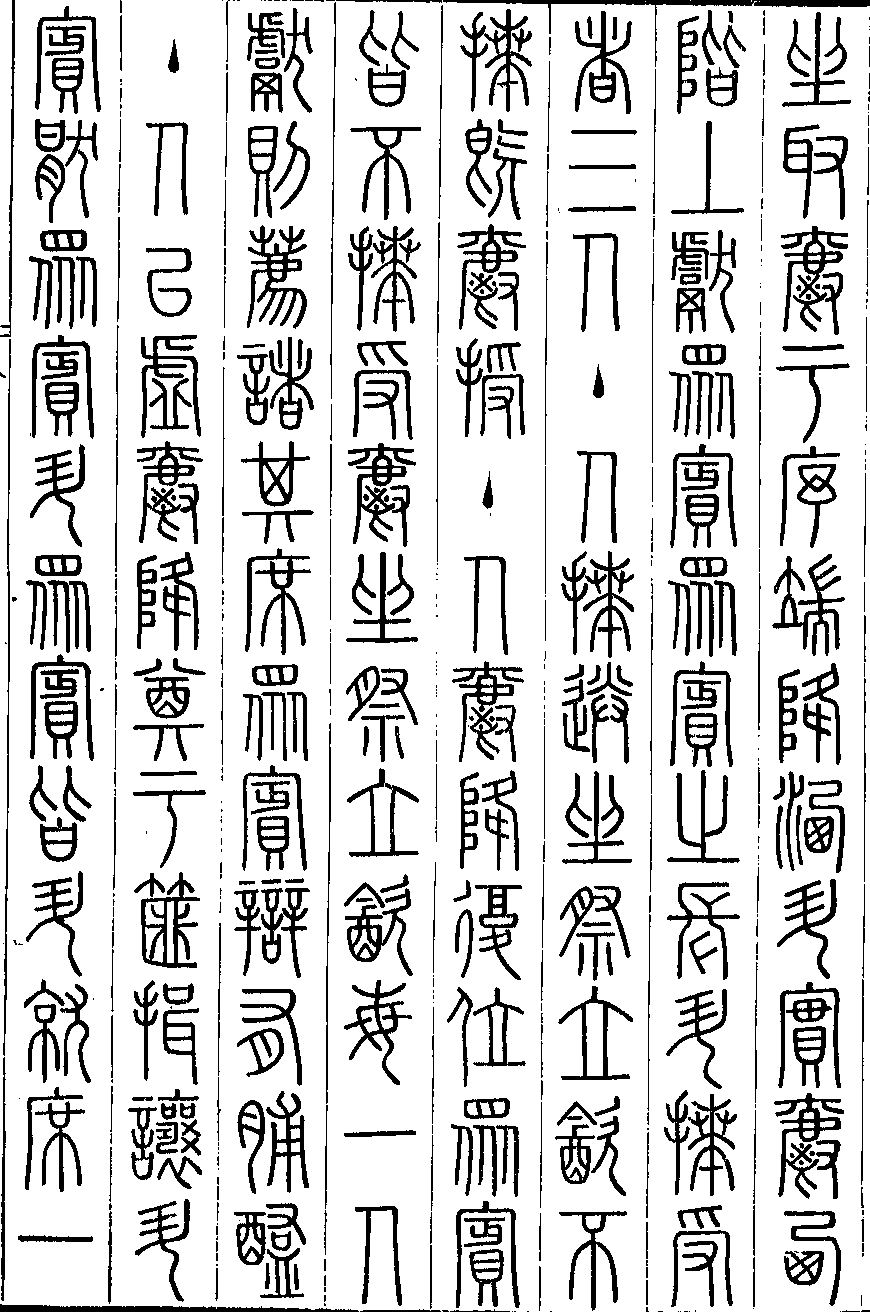 坐取爵于序端降洒升實爵西
階上獻眾賓眾賓之長升拜受
者三人主人拜送坐祭立飲不
拜既爵授主人爵降復位眾賓
皆不拜受爵坐祭立飲每一人
獻則薦諸其席眾賓辯有脯醢
主人以虛爵降奠于篚揖讓升
賓厭眾賓升眾賓皆升就席一